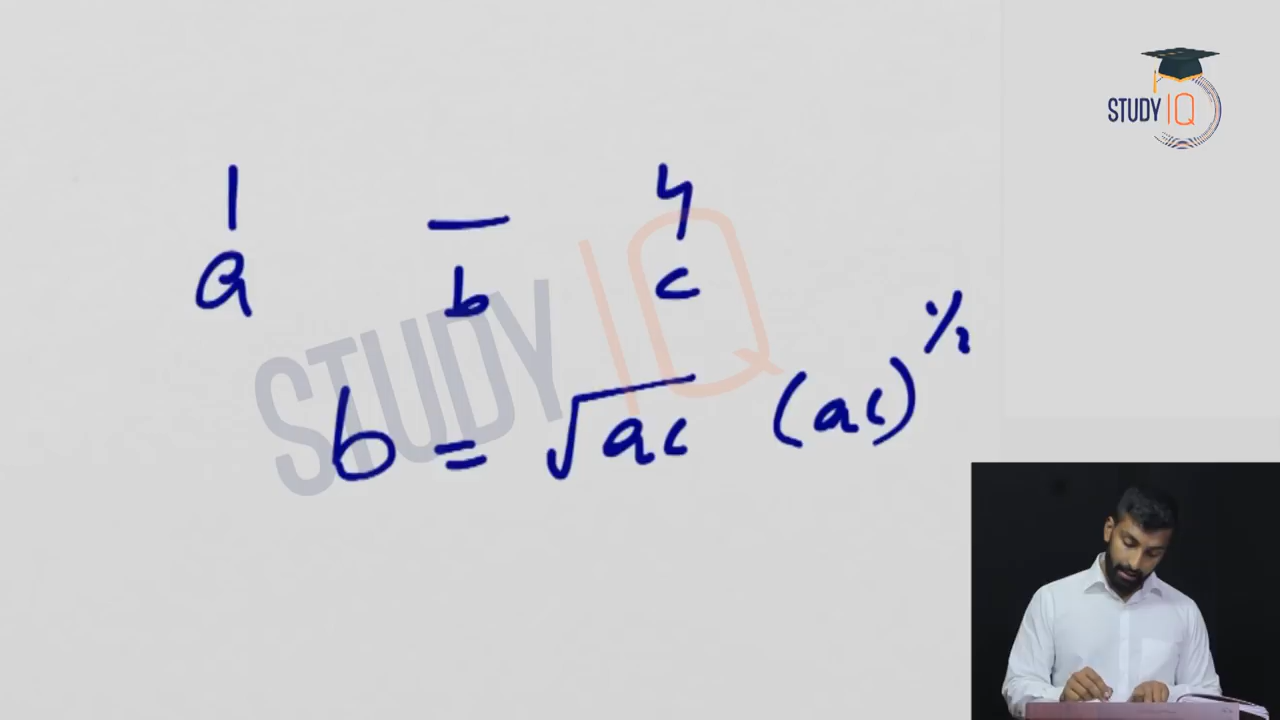 STUDY IQ
1 _ 4
a b c
b = √ac (ac)^1/2
STUDY IQ